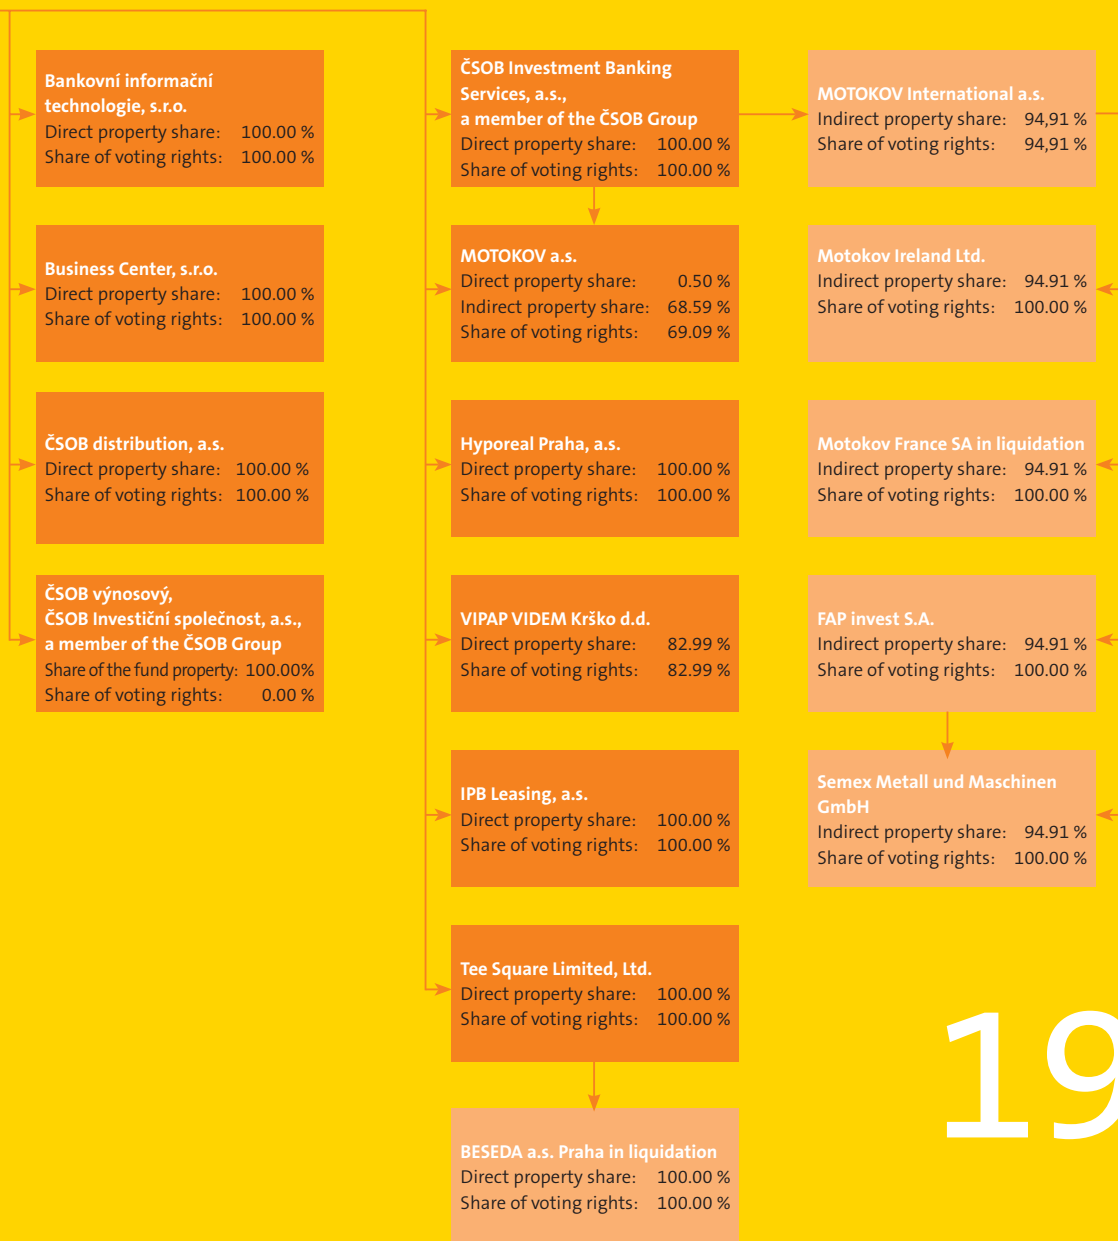 Bankovní informační
technologie, s.r.o.
Direct property share: 100.00 %
Share of voting rights: 100.00 %
Business Center, s.r.o.
Direct property share: 100.00 %
Share of voting rights: 100.00 %
ČSOB distribution, a.s.
Direct property share: 100.00 %
Share of voting rights: 100.00 %
ČSOB výnosový,
ČSOB Investiční společnost, a.s.,
a member of the ČSOB Group
Share of the fund property: 100.00%
Share of voting rights: 0.00 %
ČSOB Investment Banking
Services, a.s.,
a member of the ČSOB Group
Direct property share: 100.00 %
Share of voting rights: 100.00 %
MOTOKOV a.s.
Direct property share: 0.50 %
Indirect property share: 68.59 %
Share of voting rights: 69.09 %
Hyporeal Praha, a.s.
Direct property share: 100.00 %
Share of voting rights: 100.00 %
VIPAP VIDEM Krško d.d.
Direct property share: 82.99 %
Share of voting rights: 82.99 %
IPB Leasing, a.s.
Direct property share: 100.00 %
Share of voting rights: 100.00 %
Tee Square Limited, Ltd.
Direct property share: 100.00 %
Share of voting rights: 100.00 %
BESEDA a.s. Praha in liquidation
Direct property share: 100.00 %
Share of voting rights: 100.00 %
MOTOKOV International a.s.
Indirect property share: 94,91 %
Share of voting rights: 94,91 %
Motokov Ireland Ltd.
Indirect property share: 94.91 %
Share of voting rights: 100.00 %
Motokov France SA in liquidation
Indirect property share: 94.91 %
Share of voting rights: 100.00 %
FAP invest S.A.
Indirect property share: 94.91 %
Share of voting rights: 100.00 %
Semex Metall und Maschinen
GmbH
Indirect property share: 94.91 %
Share of voting rights: 100.00 %
19